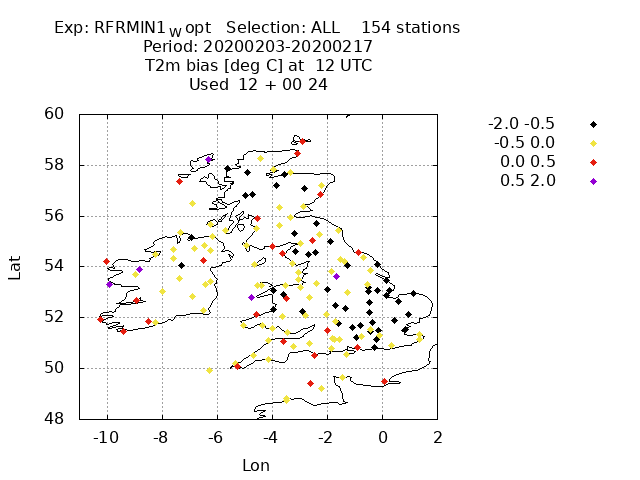 Exp: RFRMIN1_W opt Selection: ALL 154 stations
Period: 20200203-20200217
T2m bias [deg C] at 12 UTC
Used 12 + 00 24
60
58
56
54
52
50
48
-10 -8 -6 -4 -2 0 2
Lat
Lon
-2.0 -0.5
-0.5 0.0
0.0 0.5
0.5 2.0